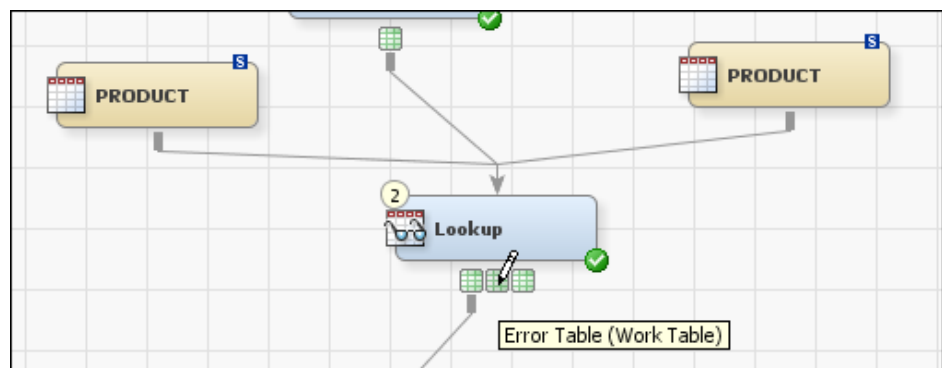 S
PRODUCT
S
PRODUCT
2
Lookup
Error Table (Work Table)